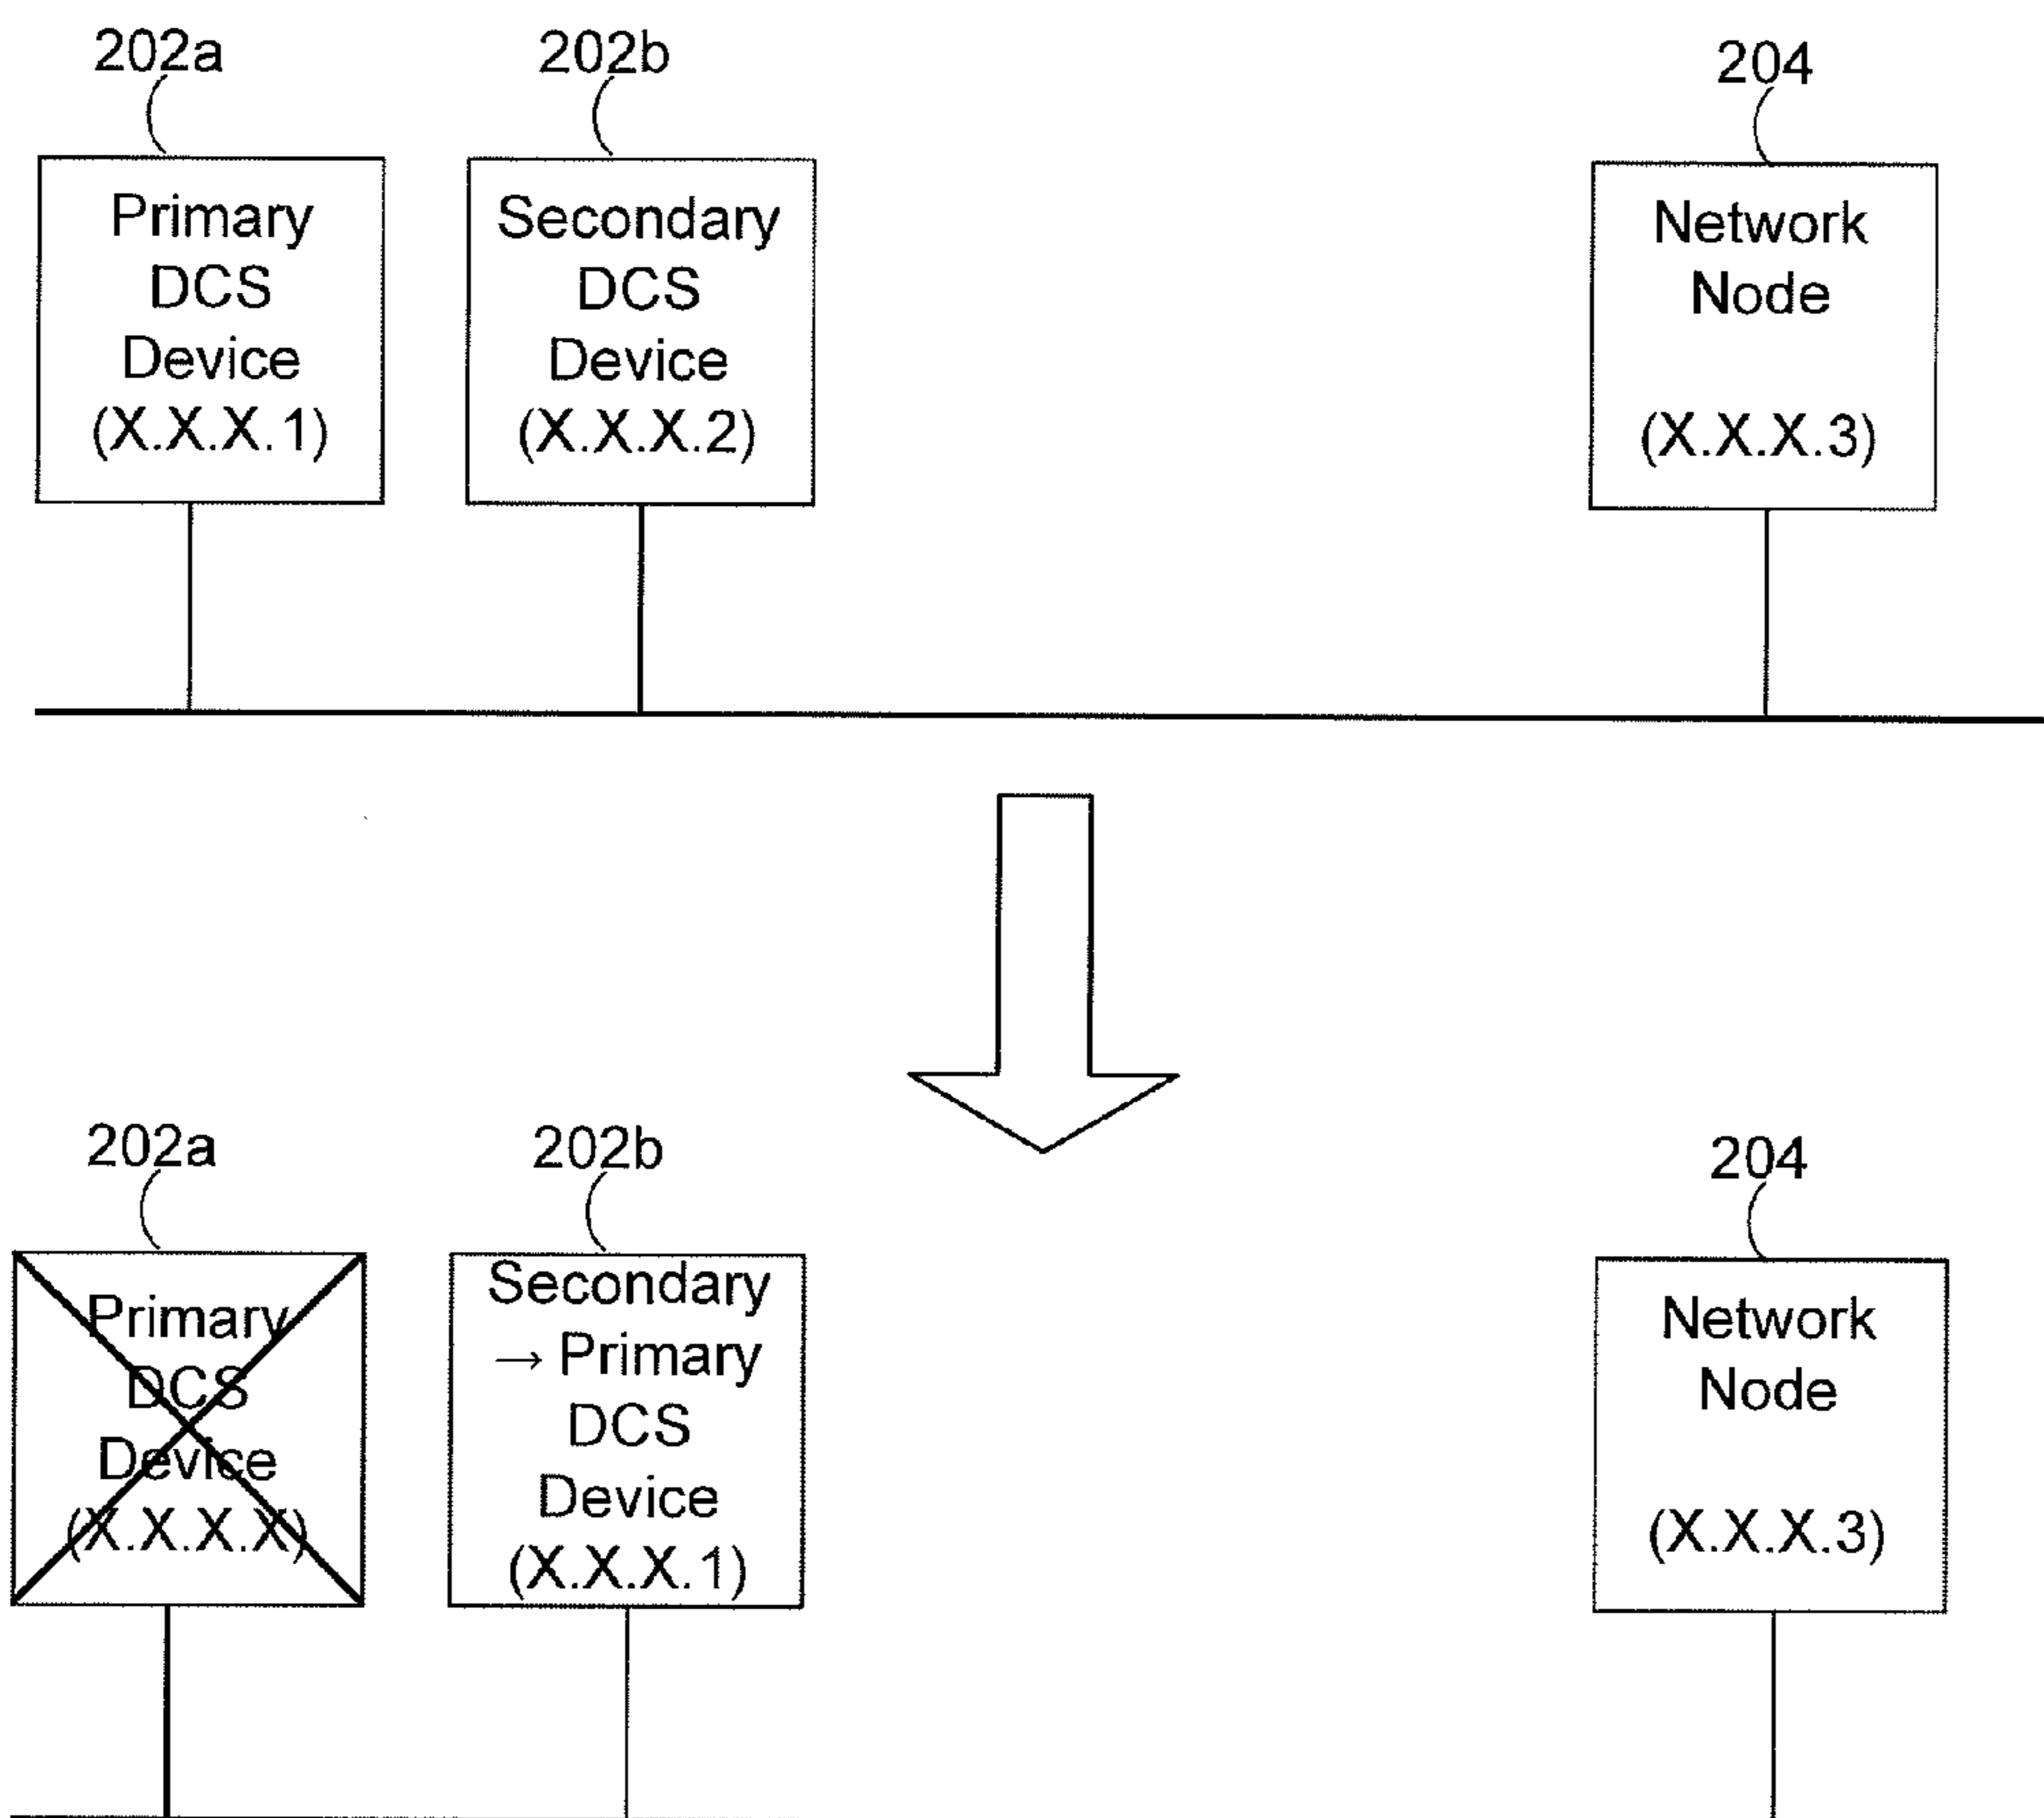 202a
202b
204
Primary
DCS
Device
(X.X.X.1)
Secondary
DCS
Device
(X.X.X.2)
Network
Node
(X.X.X.3)
202a
202b
204
Primary
DCS
Device
(X.X.X.X)
Secondary
→ Primary
DCS
Device
(X.X.X.1)
Network
Node
(X.X.X.3)